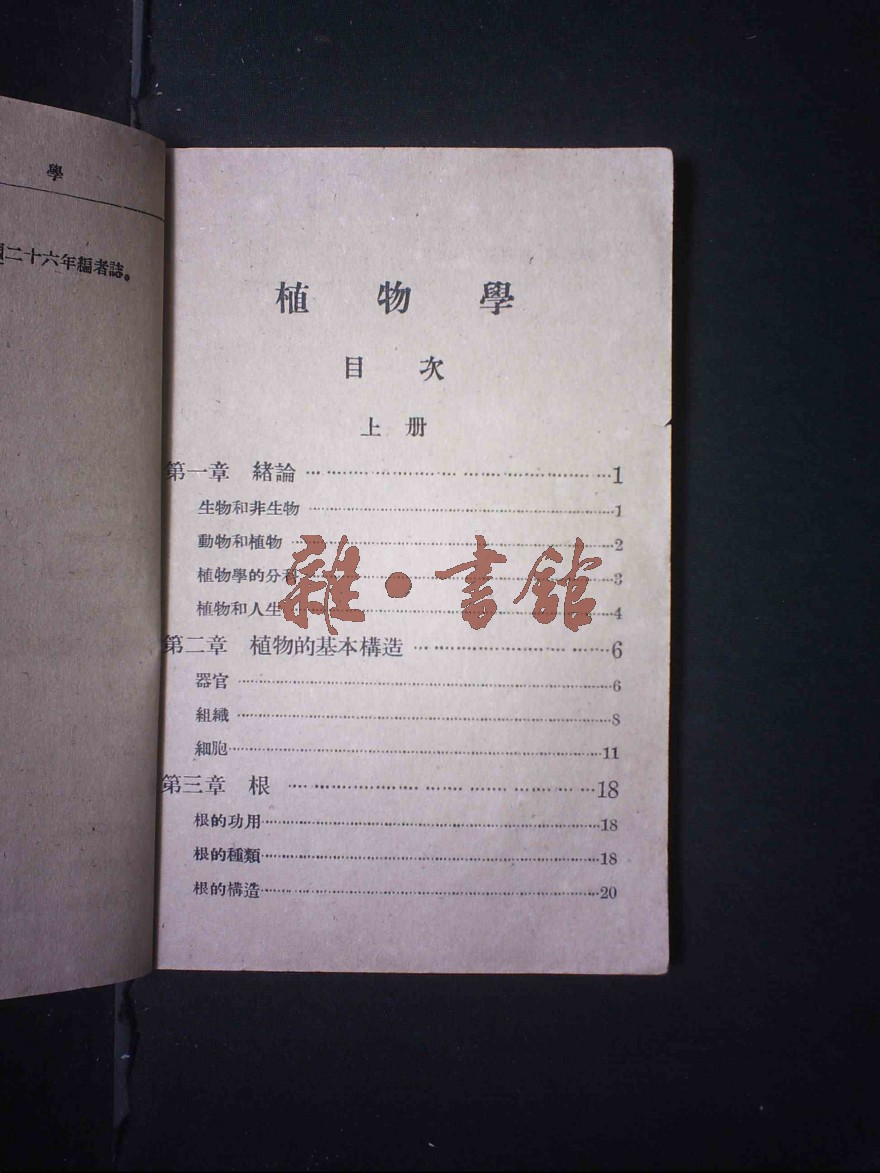 學
二十六年編者誌。
植物學
目次
上册
第一章 緒論 1
生物和非生物 1
動物和植物 2
植物學的分科 3
植物和人生 4
雜·書館
第二章 植物的基本構造 6
器官 6
組織 8
細胞 11
第三章 根 18
根的功用 18
根的種類 18
根的構造 20